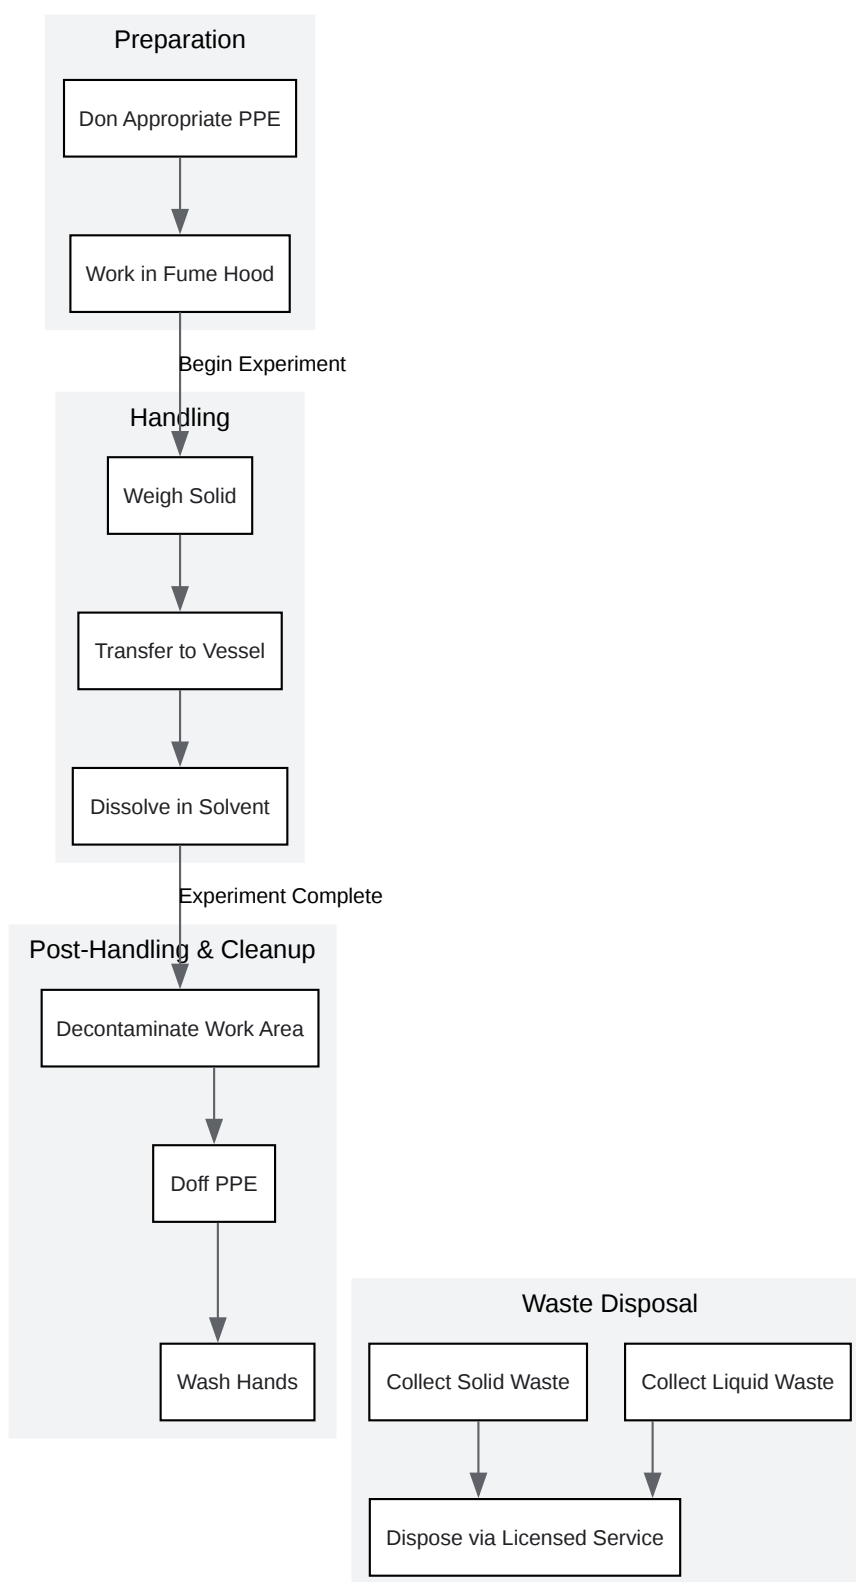 Preparation
Don Appropriate PPE
Work in Fume Hood
Begin Experiment
Handling
Weigh Solid
Transfer to Vessel
Dissolve in Solvent
Experiment Complete
Post-Handling & Cleanup
Decontaminate Work Area
Doff PPE
Wash Hands
Waste Disposal
Collect Solid Waste
Collect Liquid Waste
Dispose via Licensed Service